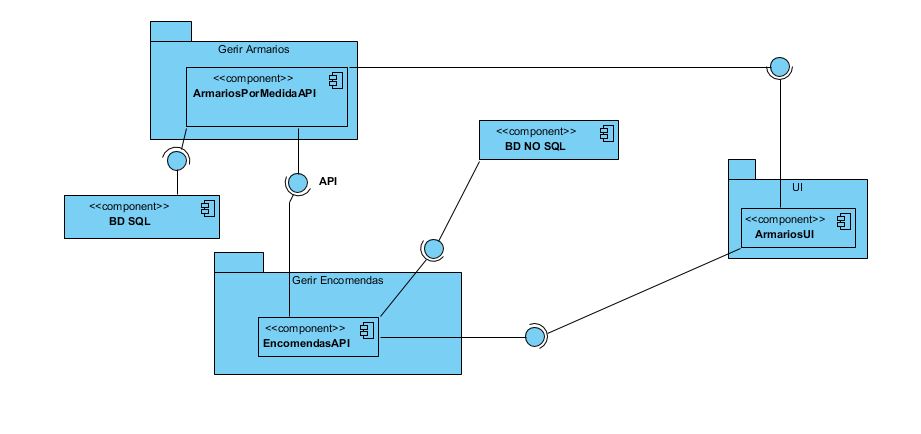 Gerir Armarios
<<component>>
ArmariosPorMedidaAPI
<<component>>
BD NO SQL
API
UI
<<component>>
BD SQL
<<component>>
ArmariosUI
Gerir Encomendas
<<component>>
EncomendasAPI